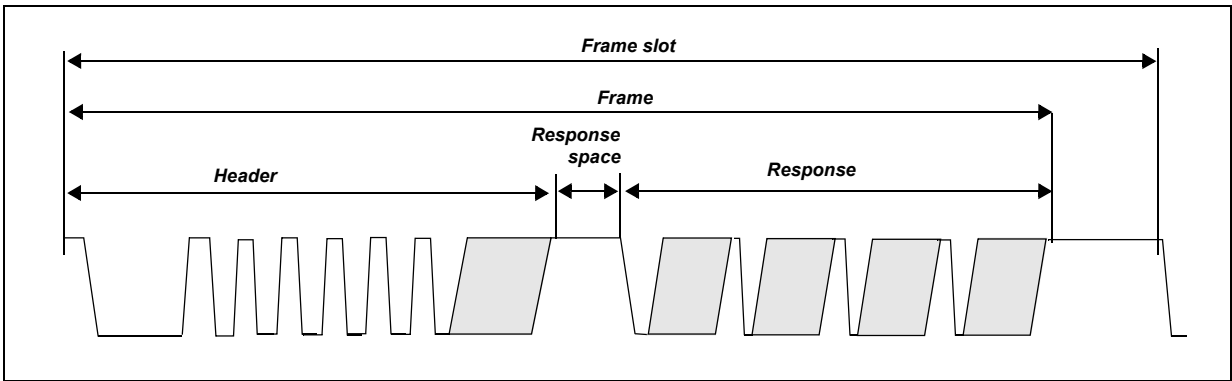 Frame slot
Frame
Response
space
Header
Response